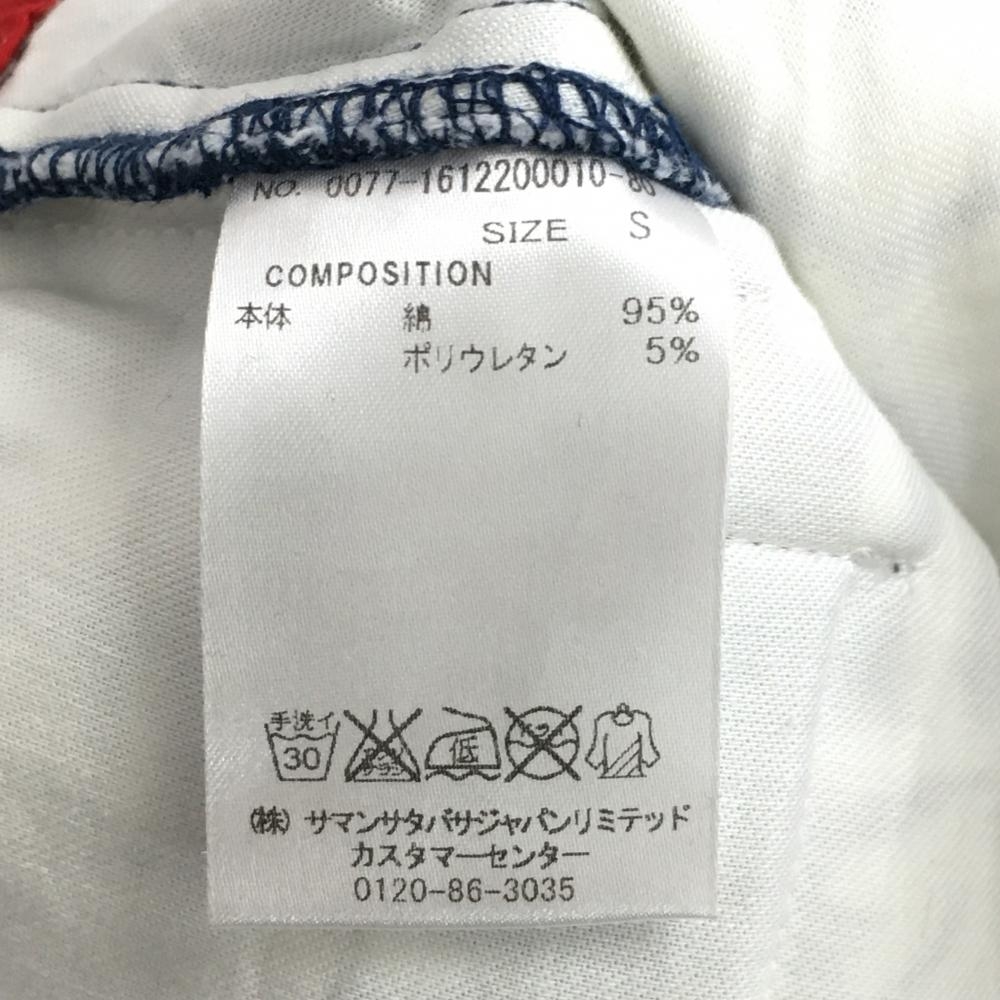 NO. 0077-1612200010-80
SIZE S
COMPOSITION
本体 綿 95%
ポリウレタン 5%
手洗イ
30
低
(株) サマンサタバサジャパンリミテッド
カスタマーセンター
0120-86-3035